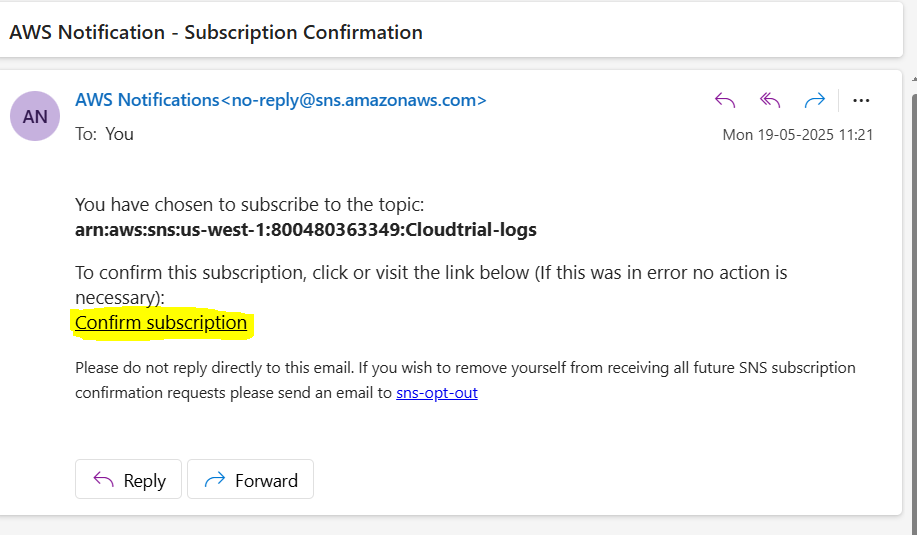 AWS Notification - Subscription Confirmation
AN
AWS Notifications<no-reply@sns.amazonaws.com>
To: You
Mon 19-05-2025 11:21
You have chosen to subscribe to the topic:
arn:aws:sns:us-west-1:800480363349:Cloudtrial-logs
To confirm this subscription, click or visit the link below (If this was in error no action is
necessary):
Confirm subscription
Please do not reply directly to this email. If you wish to remove yourself from receiving all future SNS subscription
confirmation requests please send an email to sns-opt-out
Reply
Forward